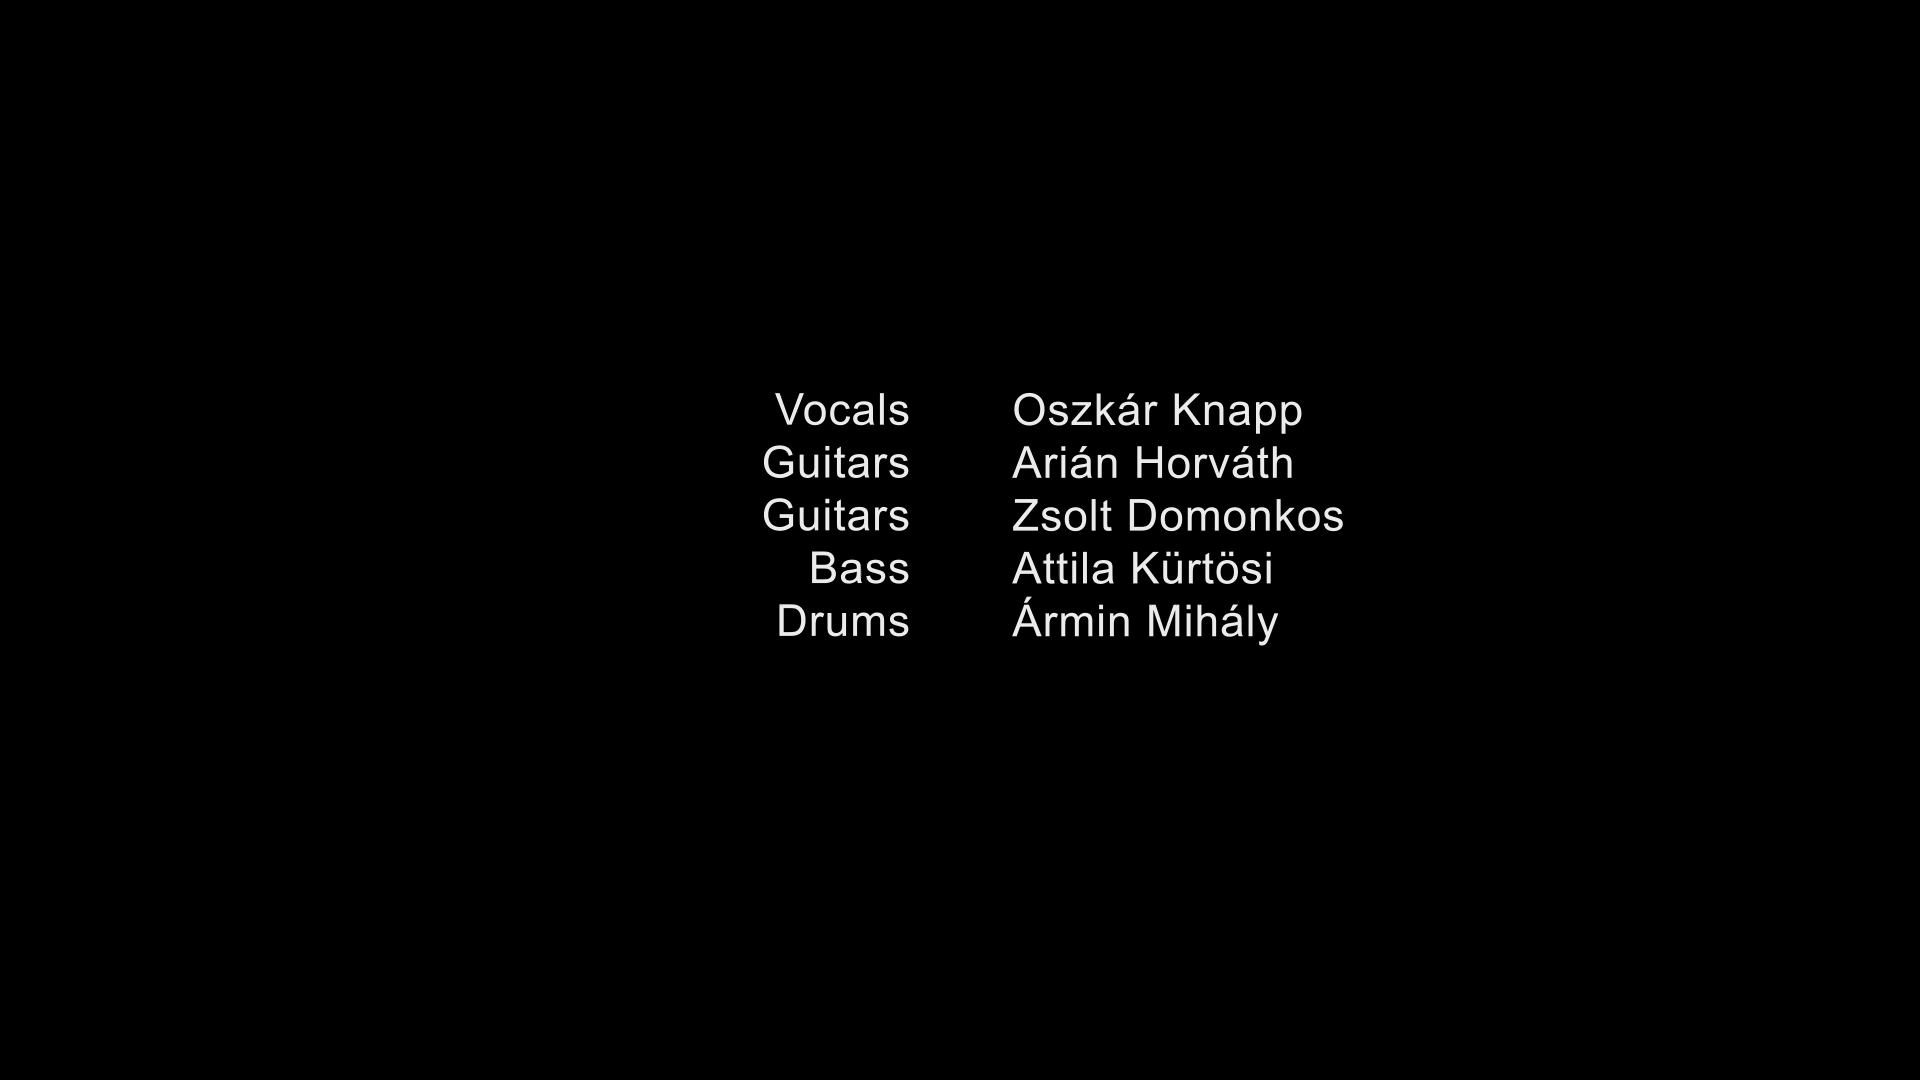 Vocals Oszkár Knapp
Guitars Arián Horváth
Guitars Zsolt Domonkos
Bass Attila Kürtösi
Drums Ármin Mihály